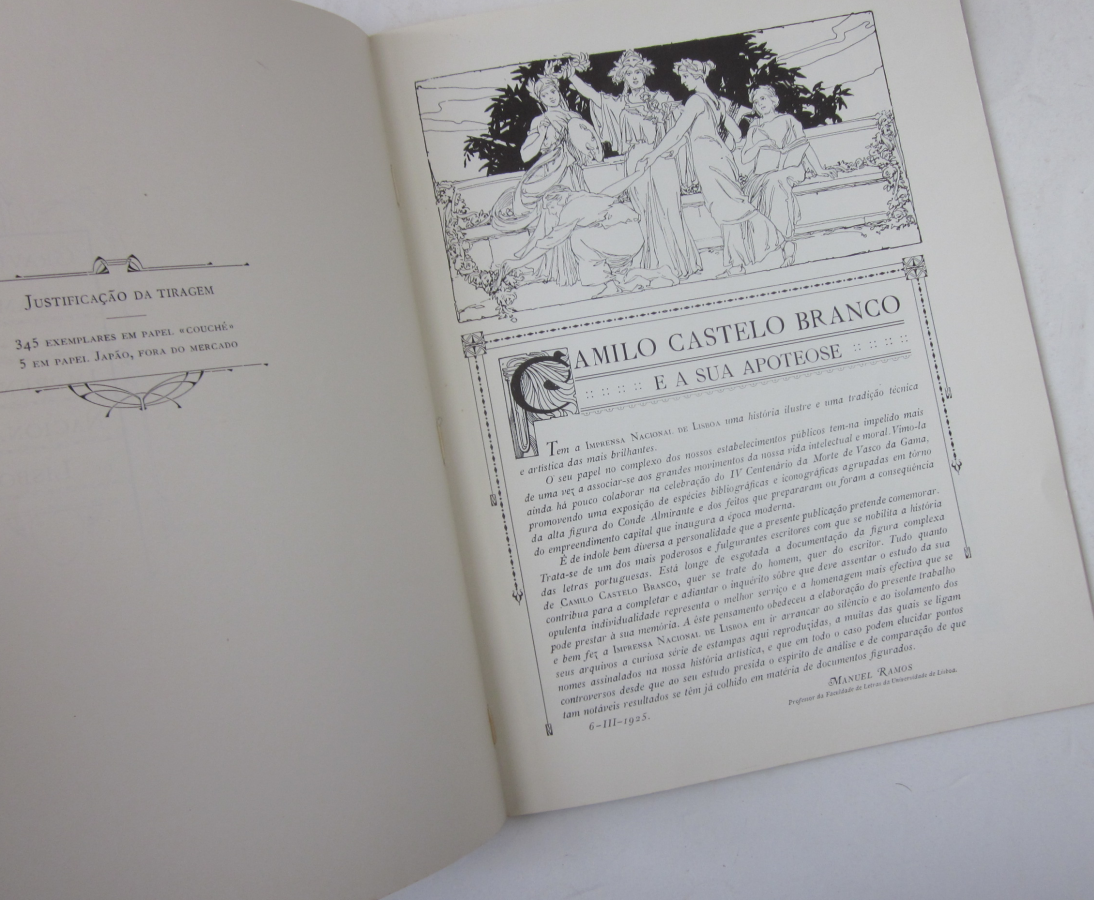 JUSTIFICAÇÃO DA TIRAGEM
345 EXEMPLARES EM PAPEL «COUCHÉ»
5 EM PAPEL JAPÃO, FORA DO MERCADO
CAMILO CASTELO BRANCO
E A SUA APOTEOSE
Tem a IMPRENSA NACIONAL DE LISBOA uma história ilustre e uma tradição técnica
e artística das mais brilhantes.
O seu papel no complexo dos nossos estabelecimentos públicos tem-na impelido mais
de uma vez a associar-se aos grandes movimentos da nossa vida intelectual e moral. Vimo-la
ainda há pouco colaborar na celebração do IV Centenário da Morte de Vasco da Gama,
promovendo uma exposição de espécies bibliográficas e iconográficas agrupadas em tôrno
da alta figura do Conde Almirante e dos feitos que prepararam ou foram a conseqùência
do empreendimento capital que inaugura a época moderna.
É de índole bem diversa a personalidade que a presente publicação pretende comemorar.
Trata-se de um dos mais poderosos e fulgurantes escritores com que se nobilita a história
das letras portuguesas. Está longe de esgotada a documentação da figura complexa
de CAMILO CASTELO BRANCO, quer se trate do homem, quer do escritor. Tudo quanto
contribua para a completar e adiantar o inquérito sôbre que deve assentar o estudo da sua
opulenta individualidade representa o melhor serviço e a homenagem mais efectiva que se
pode prestar à sua memória. A êste pensamento obedeceu a elaboração do presente trabalho
e bem fez a IMPRENSA NACIONAL DE LISBOA em ir arrancar ao silêncio e ao isolamento dos
seus arquivos a curiosa série de estampas aqui reproduzidas, a muitas das quais se ligam
nomes assinalados na nossa história artística, e que em todo o caso podem elucidar pontos
controversos desde que ao seu estudo presida o espírito de análise e de comparação de que
tam notáveis resultados se têm já colhido em matéria de documentos figurados.
MANUEL RAMOS
Professor da Faculdade de Letras da Universidade de Lisboa.
6-III-1925.